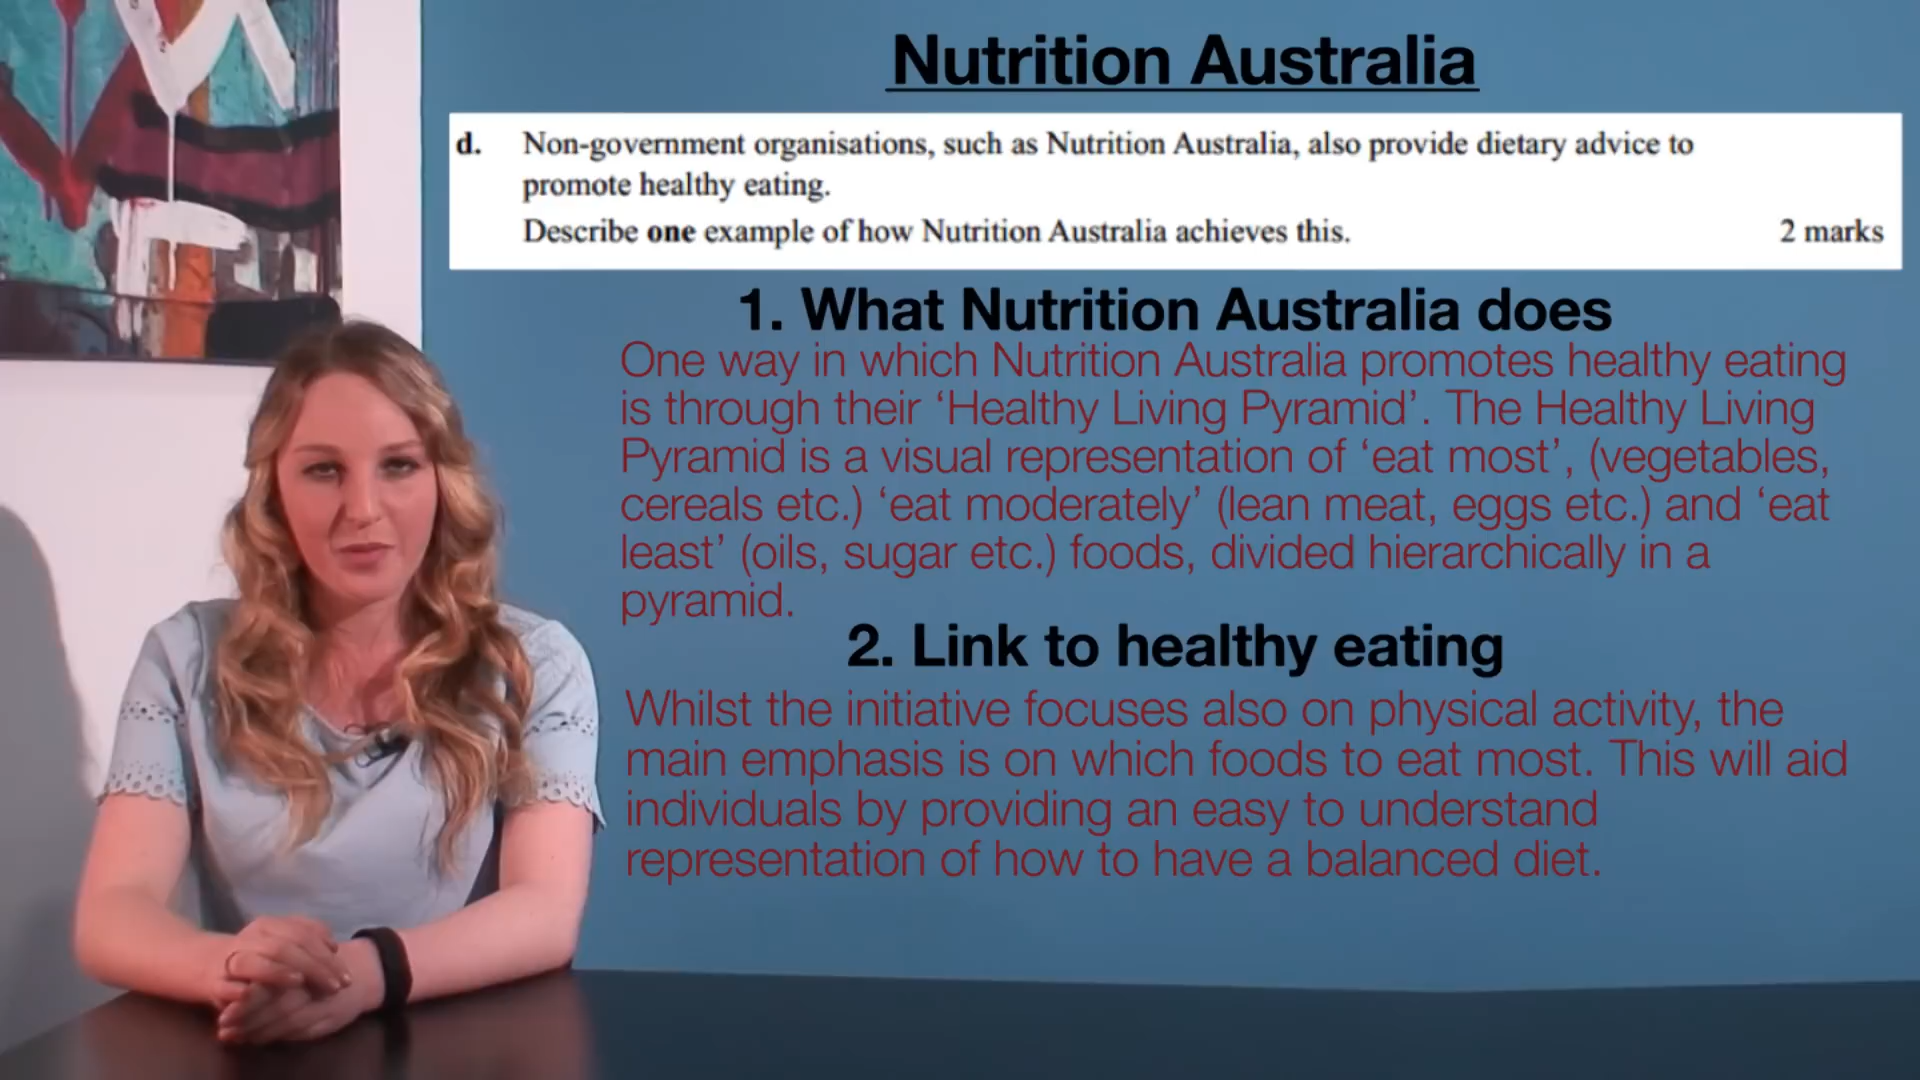 Nutrition Australia
d. Non-government organisations, such as Nutrition Australia, also provide dietary advice to
promote healthy eating.
Describe one example of how Nutrition Australia achieves this. 2 marks
1. What Nutrition Australia does
One way in which Nutrition Australia promotes healthy eating
is through their ‘Healthy Living Pyramid’. The Healthy Living
Pyramid is a visual representation of ‘eat most’, (vegetables,
cereals etc.) ‘eat moderately’ (lean meat, eggs etc.) and ‘eat
least’ (oils, sugar etc.) foods, divided hierarchically in a
pyramid.
2. Link to healthy eating
Whilst the initiative focuses also on physical activity, the
main emphasis is on which foods to eat most. This will aid
individuals by providing an easy to understand
representation of how to have a balanced diet.